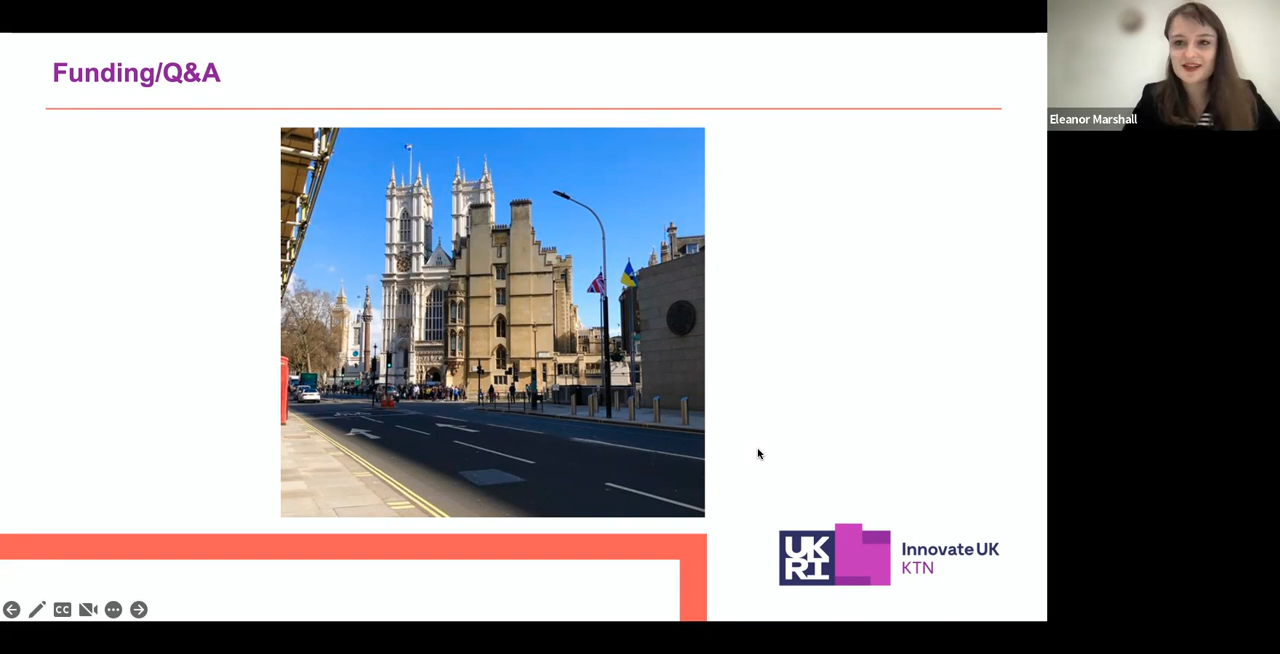 Funding/Q&A
Eleanor Marshall
UK
RI
Innovate UK
KTN
CC